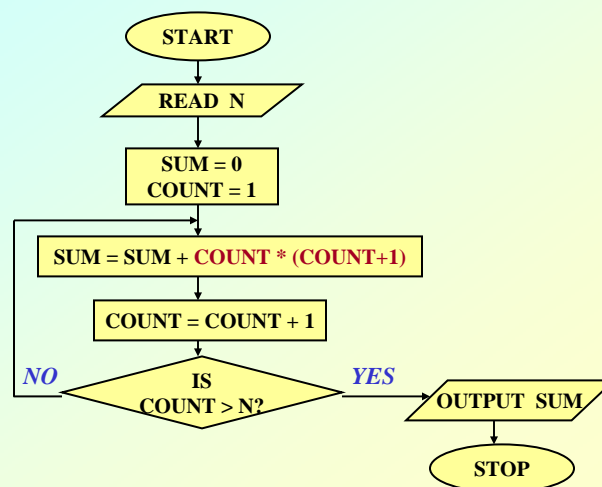 START
READ N
SUM = 0
COUNT = 1
SUM = SUM + COUNT * (COUNT+1)
COUNT = COUNT + 1
NO
IS
COUNT > N?
YES
OUTPUT SUM
STOP